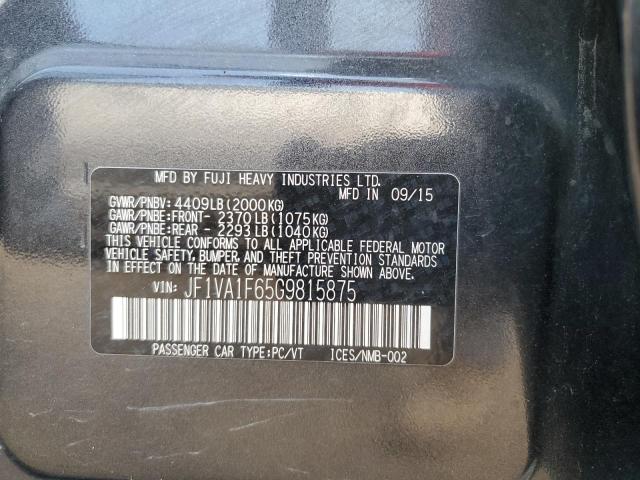 MFD BY FUJI HEAVY INDUSTRIES LTD.
MFD IN 09/15
GVWR/PNBV: 4409LB(2000KG)
GAWR/PNBE:FRONT- 2370LB(1075KG)
GAWR/PNBE:REAR - 2293LB(1040KG)
THIS VEHICLE CONFORMS TO ALL APPLICABLE FEDERAL MOTOR
VEHICLE SAFETY, BUMPER, AND THEFT PREVENTION STANDARDS
IN EFFECT ON THE DATE OF MANUFACTURE SHOWN ABOVE.
VIN: JF1VA1F65G9815875
PASSENGER CAR TYPE:PC/VT ICES/NMB-002